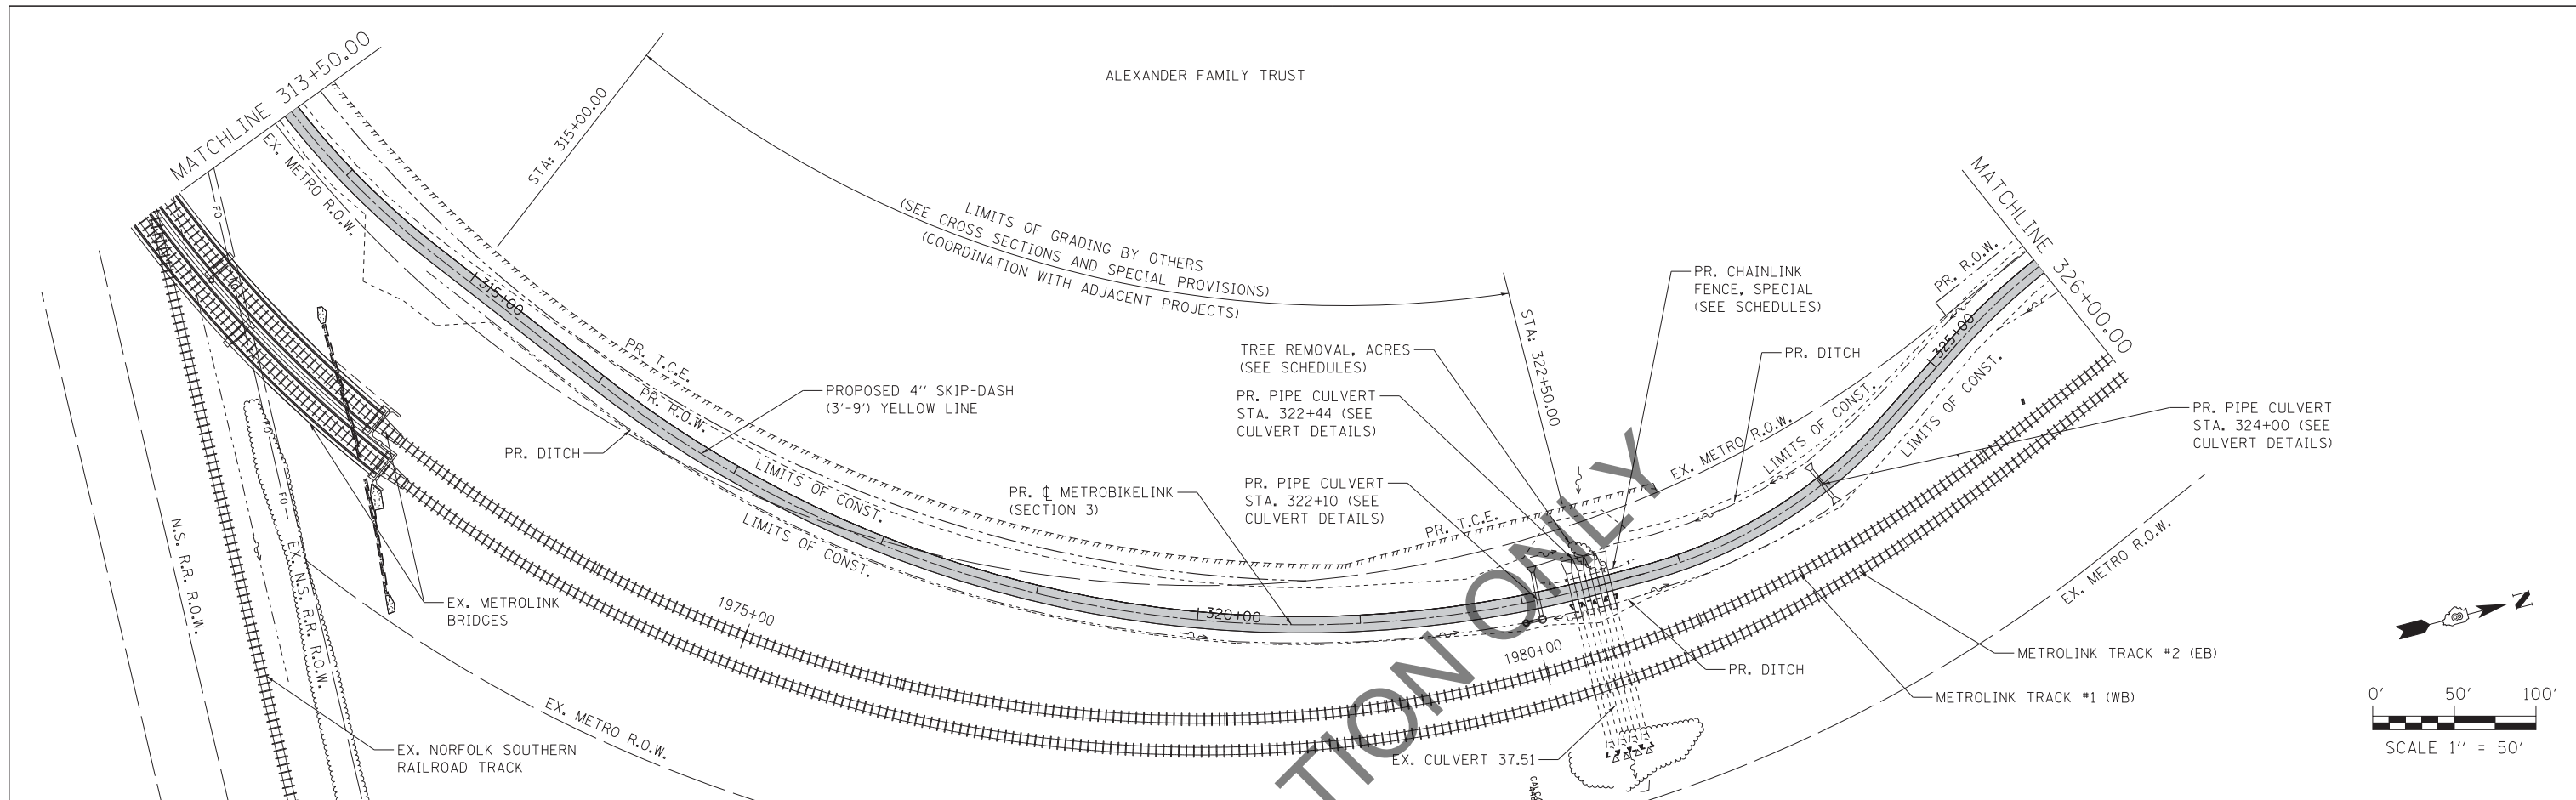 MATCHLINE 313+50.00
STA: 315+00.00
ALEXANDER FAMILY TRUST
LIMITS OF GRADING BY OTHERS
(SEE CROSS SECTIONS AND SPECIAL PROVISIONS)
(COORDINATION WITH ADJACENT PROJECTS)
EX. METRO R.O.W.
FO
315+00
PR. T.C.E.
PR. R.O.W.
PROPOSED 4'' SKIP-DASH
(3'-9') YELLOW LINE
PR. DITCH
LIMITS OF CONST.
LIMITS OF CONST.
PR. ℄ METROBIKELINK
(SECTION 3)
STA: 322+50.00
TREE REMOVAL, ACRES
(SEE SCHEDULES)
PR. PIPE CULVERT
STA. 322+44 (SEE
CULVERT DETAILS)
PR. PIPE CULVERT
STA. 322+10 (SEE
CULVERT DETAILS)
PR. CHAINLINK
FENCE, SPECIAL
(SEE SCHEDULES)
PR. DITCH
MATCHLINE 326+00.00
PR. R.O.W.
325+00
LIMITS OF CONST.
LIMITS OF CONST.
EX. METRO R.O.W.
PR. T.C.E.
PR. PIPE CULVERT
STA. 324+00 (SEE
CULVERT DETAILS)
320+00
1975+00
1980+00
EX. METROLINK
BRIDGES
FO
FO
N.S. R.R. R.O.W.
EX. N.S. R.R. R.O.W.
EX. METRO R.O.W.
EX. NORFOLK SOUTHERN
RAILROAD TRACK
PR. DITCH
EX. CULVERT 37.51
EX. METRO R.O.W.
METROLINK TRACK #2 (EB)
METROLINK TRACK #1 (WB)
N
0' 50' 100'
SCALE 1'' = 50'
TION ONLY